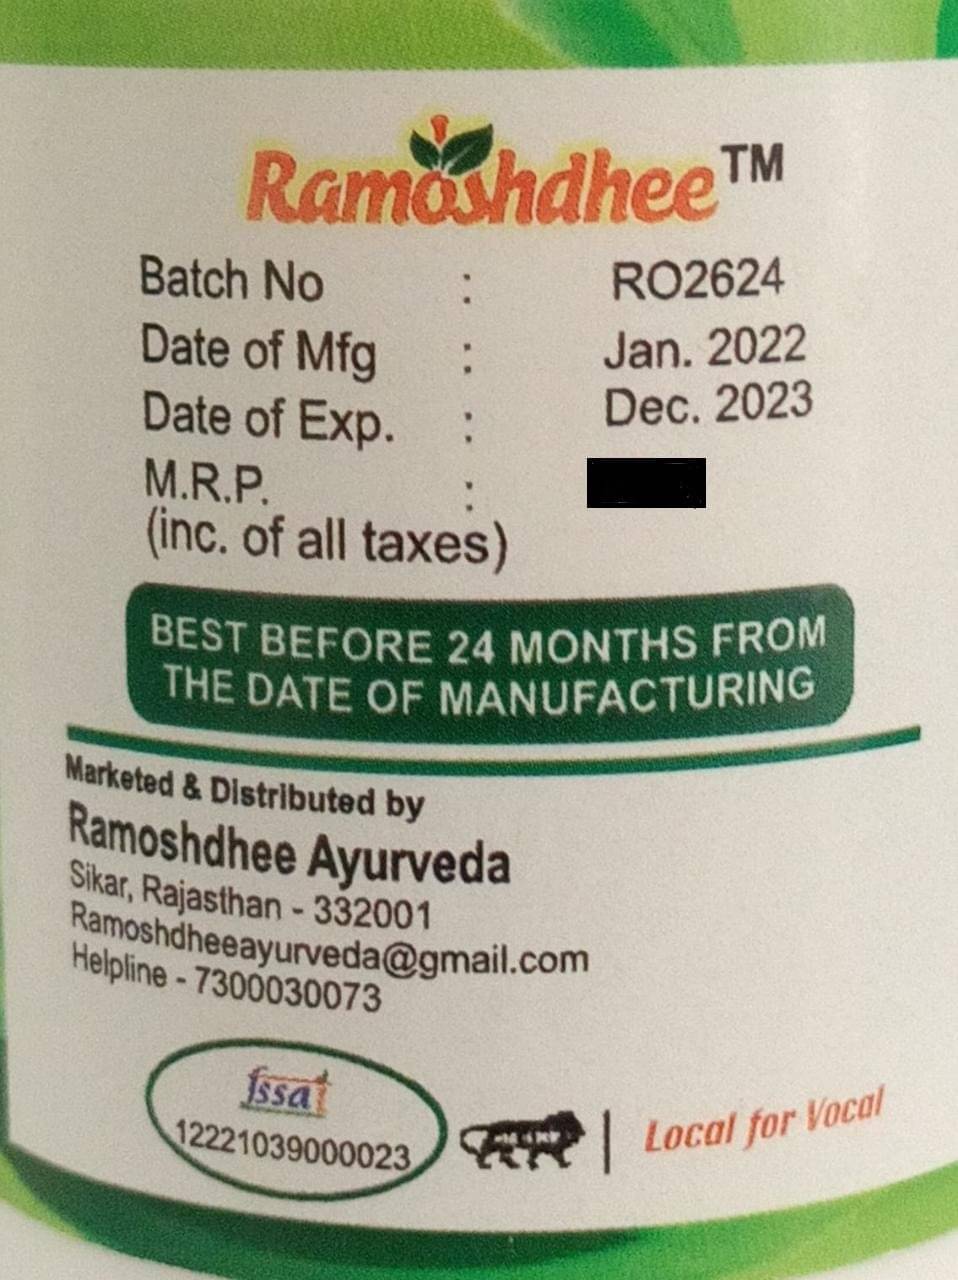 Ramoshdhee™
Batch No : RO2624
Date of Mfg : Jan. 2022
Date of Exp. : Dec. 2023
M.R.P. :
(inc. of all taxes)
BEST BEFORE 24 MONTHS FROM
THE DATE OF MANUFACTURING
Marketed & Distributed by
Ramoshdhee Ayurveda
Sikar, Rajasthan - 332001
Ramoshdheeayurveda@gmail.com
Helpline - 7300030073
fssai
12221039000023
Local for Vocal